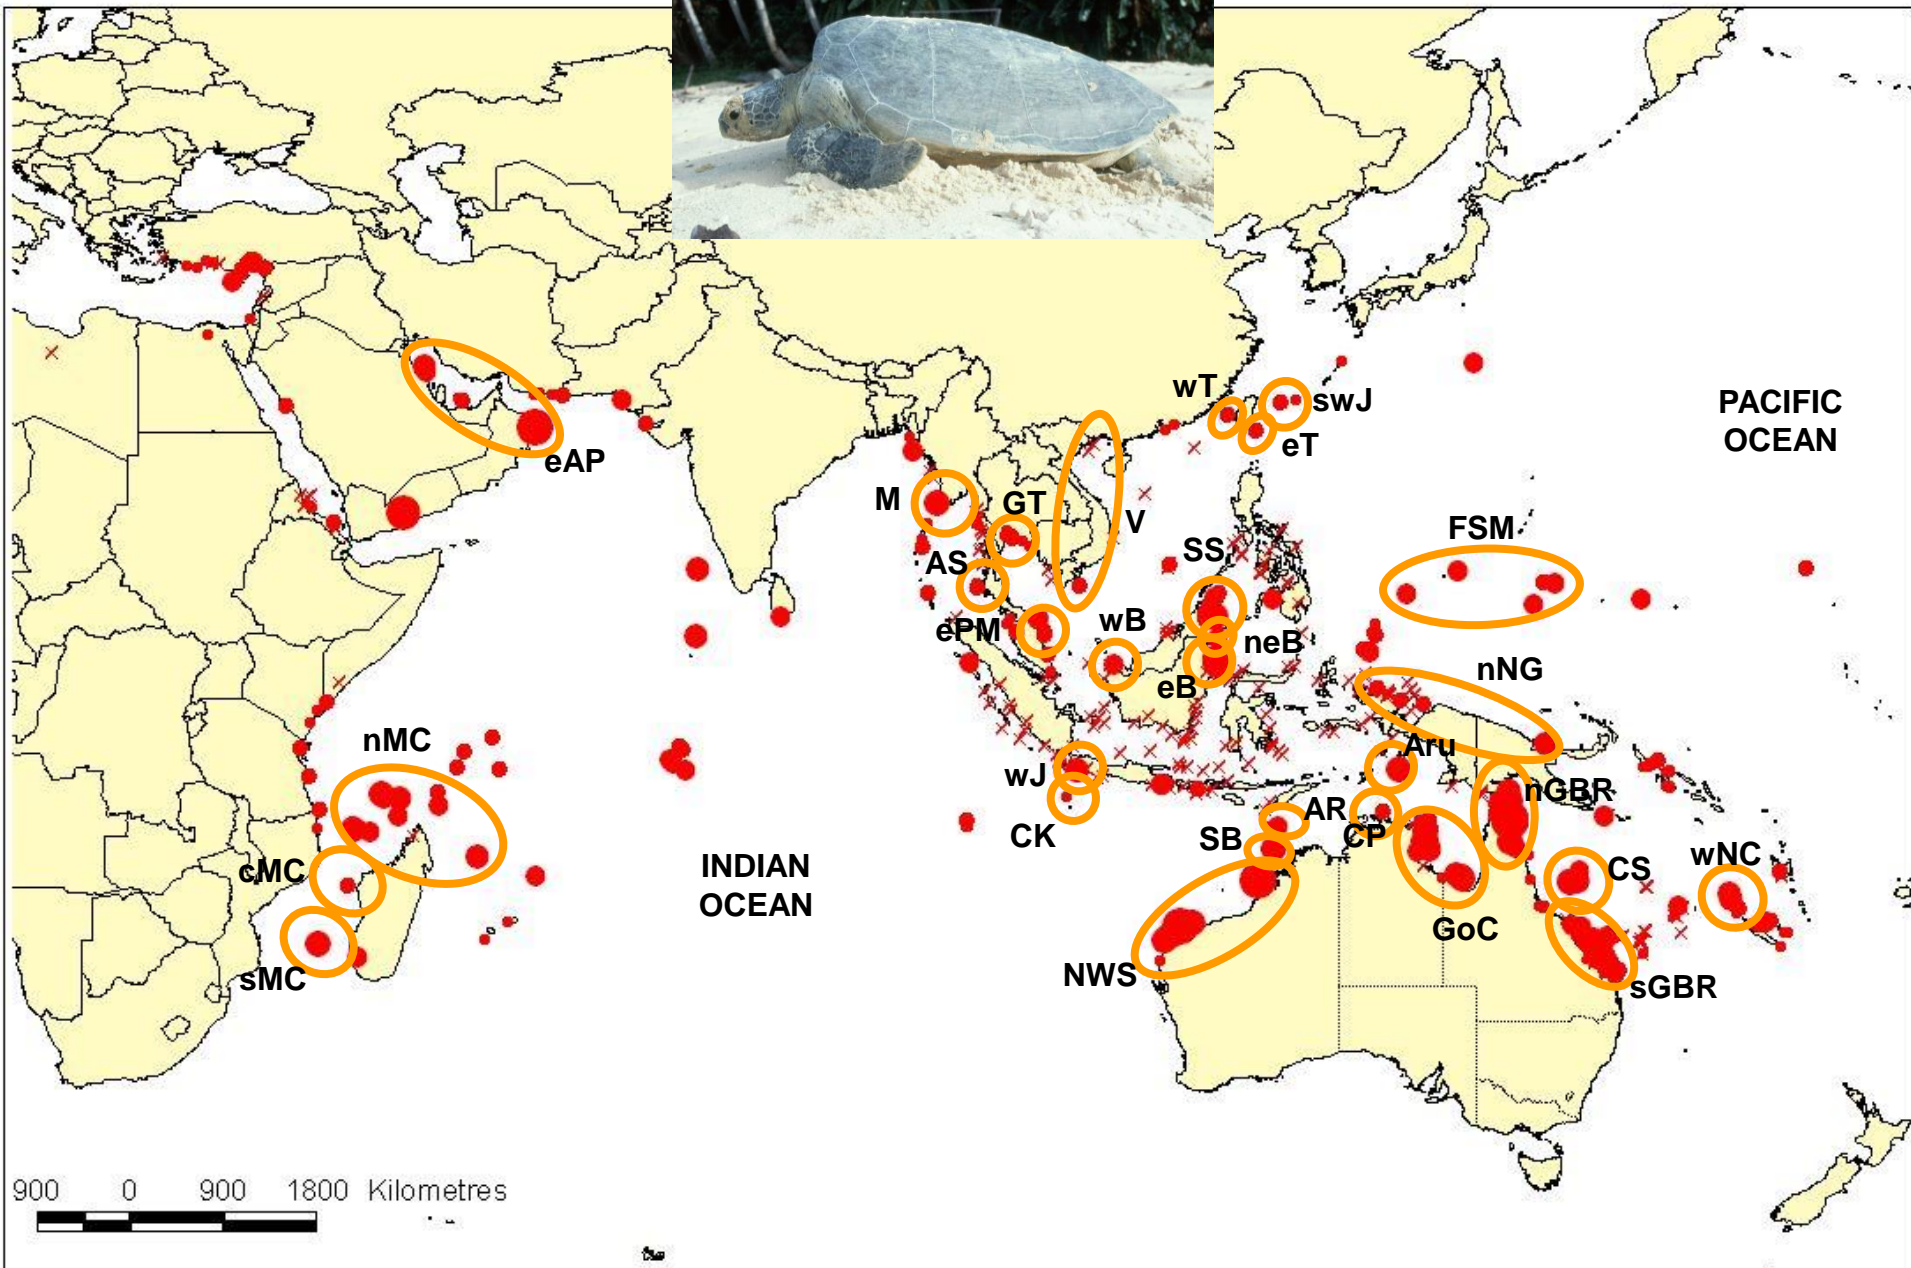 wT
swJ
PACIFIC
OCEAN
eT
eAP
M
GT
V
FSM
SS
AS
wB
ePM
neB
nNG
eB
nMC
Aru
wJ
nGBR
AR
CK
SB
CP
wNC
CS
cMC
INDIAN
OCEAN
GoC
NWS
sMC
sGBR
900 0 900 1800 Kilometres